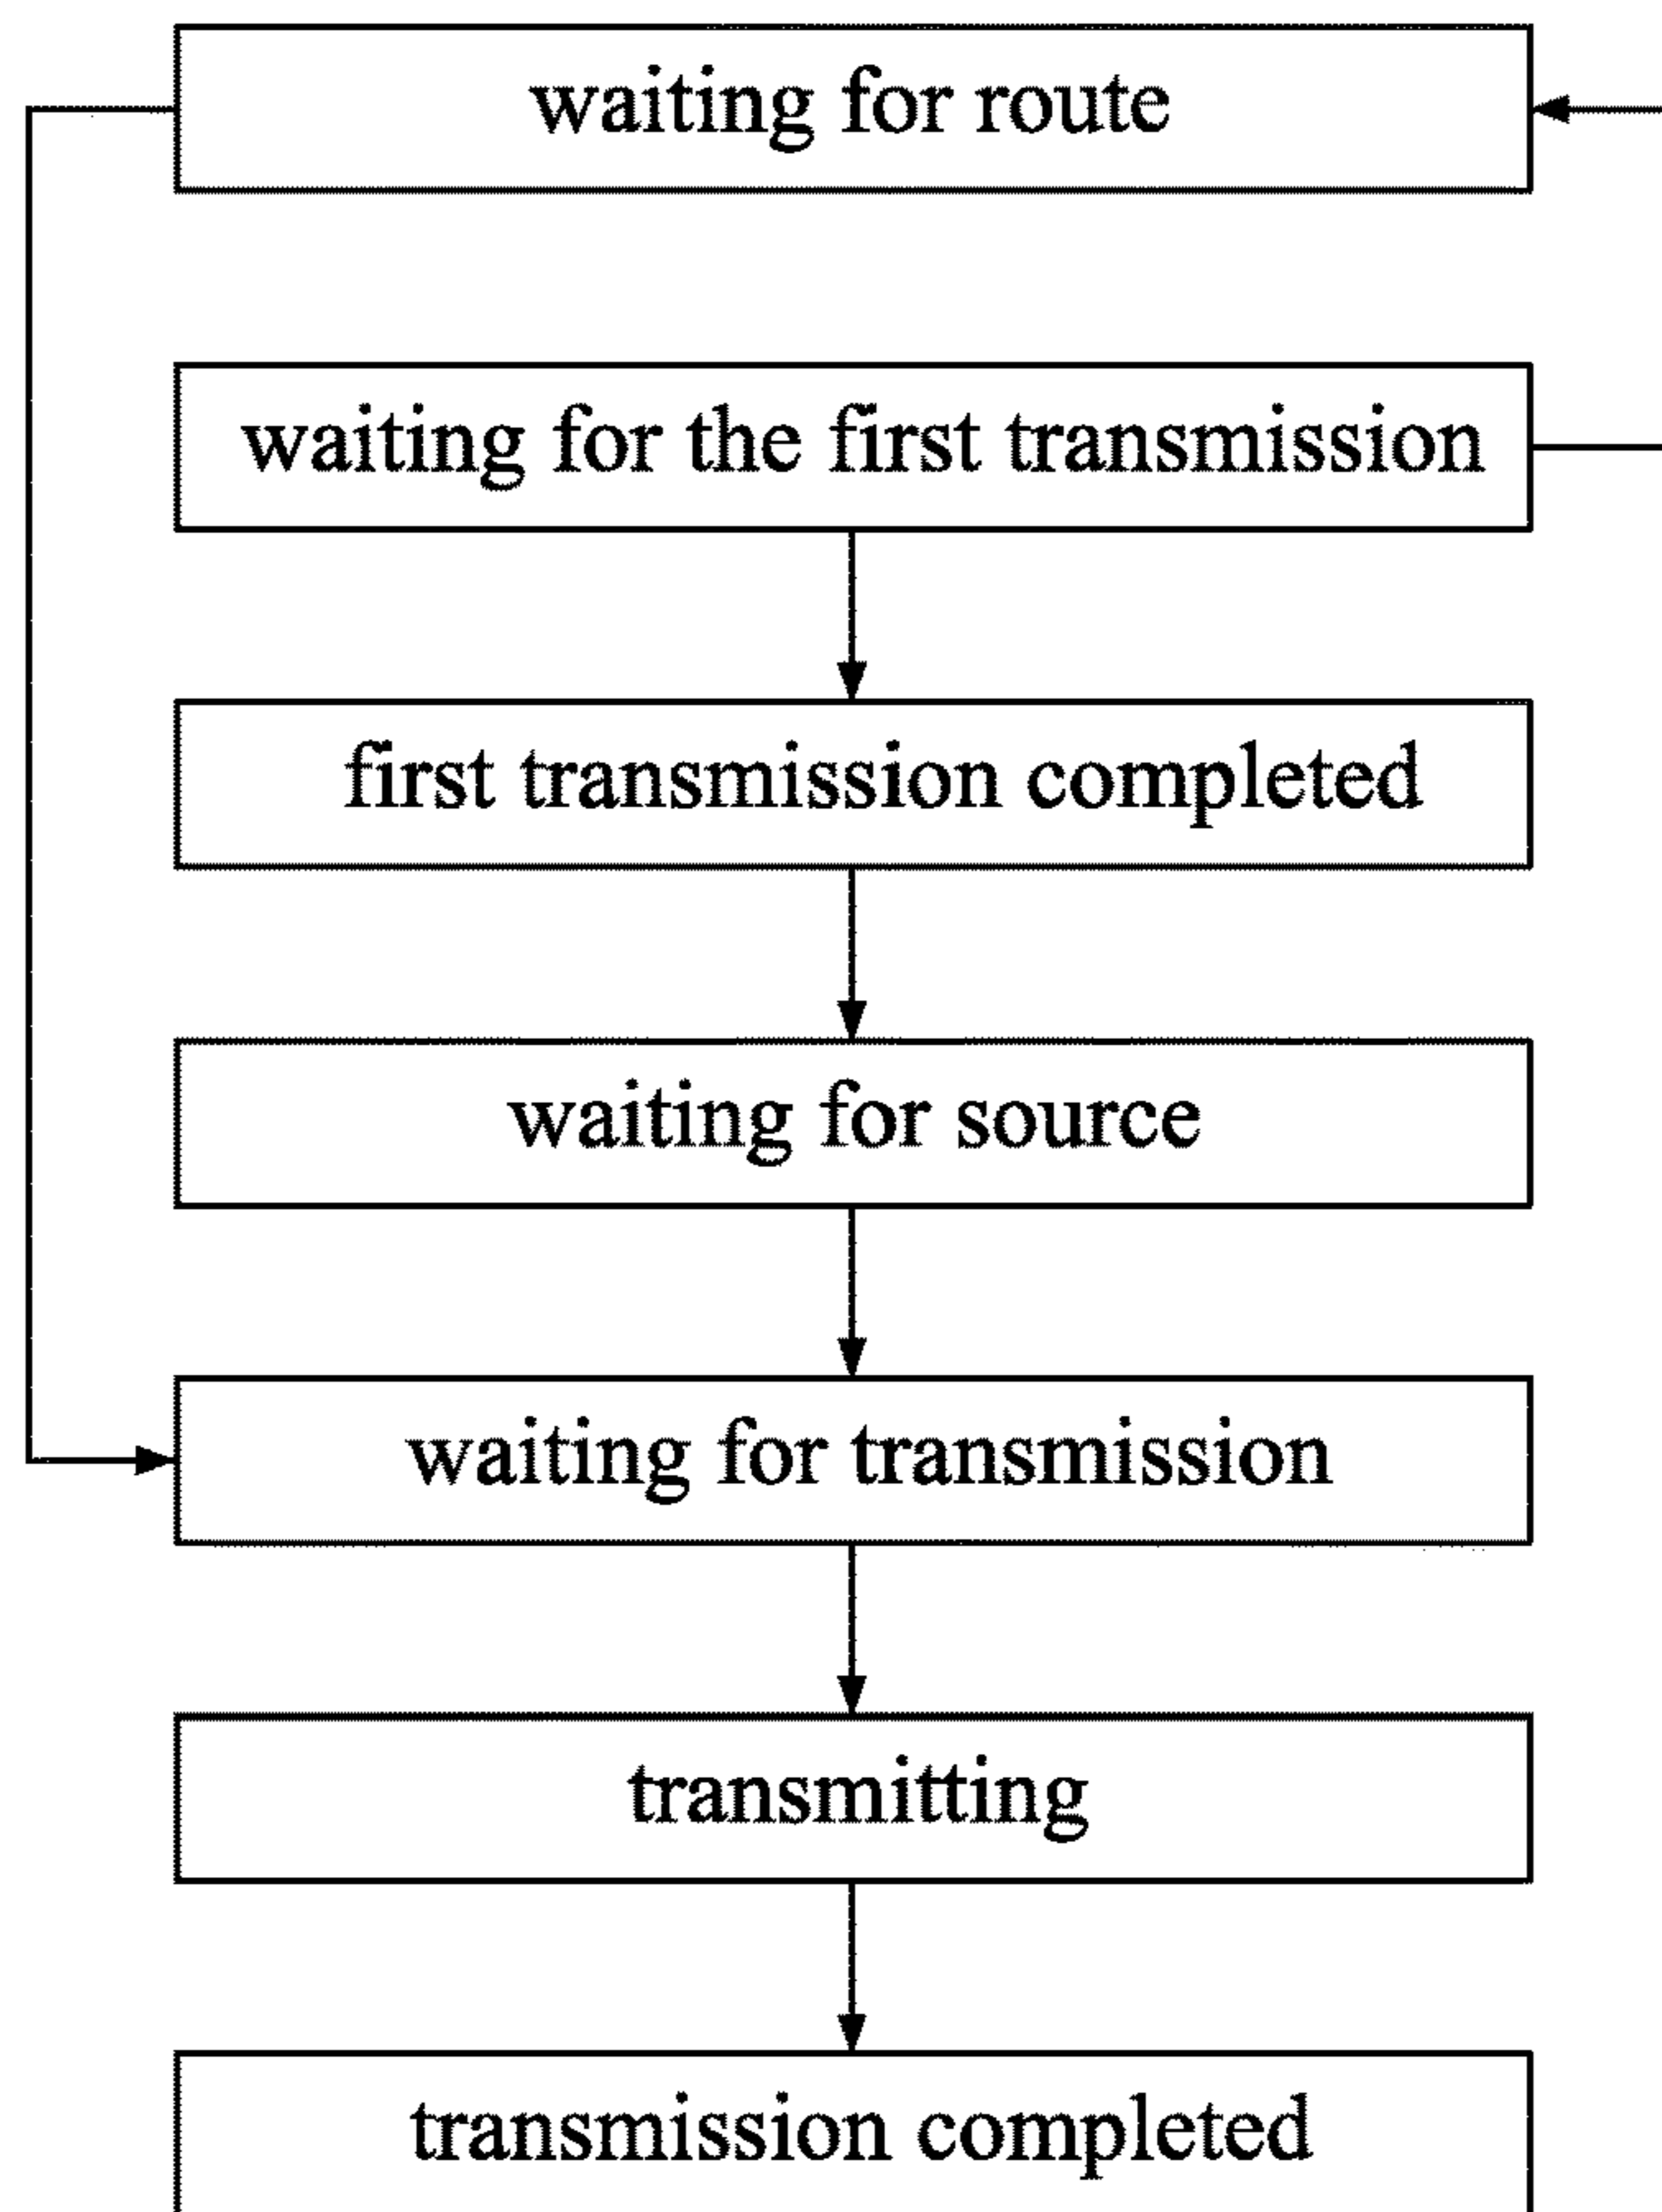 waiting for route
waiting for the first transmission
first transmission completed
waiting for source
waiting for transmission
transmitting
transmission completed